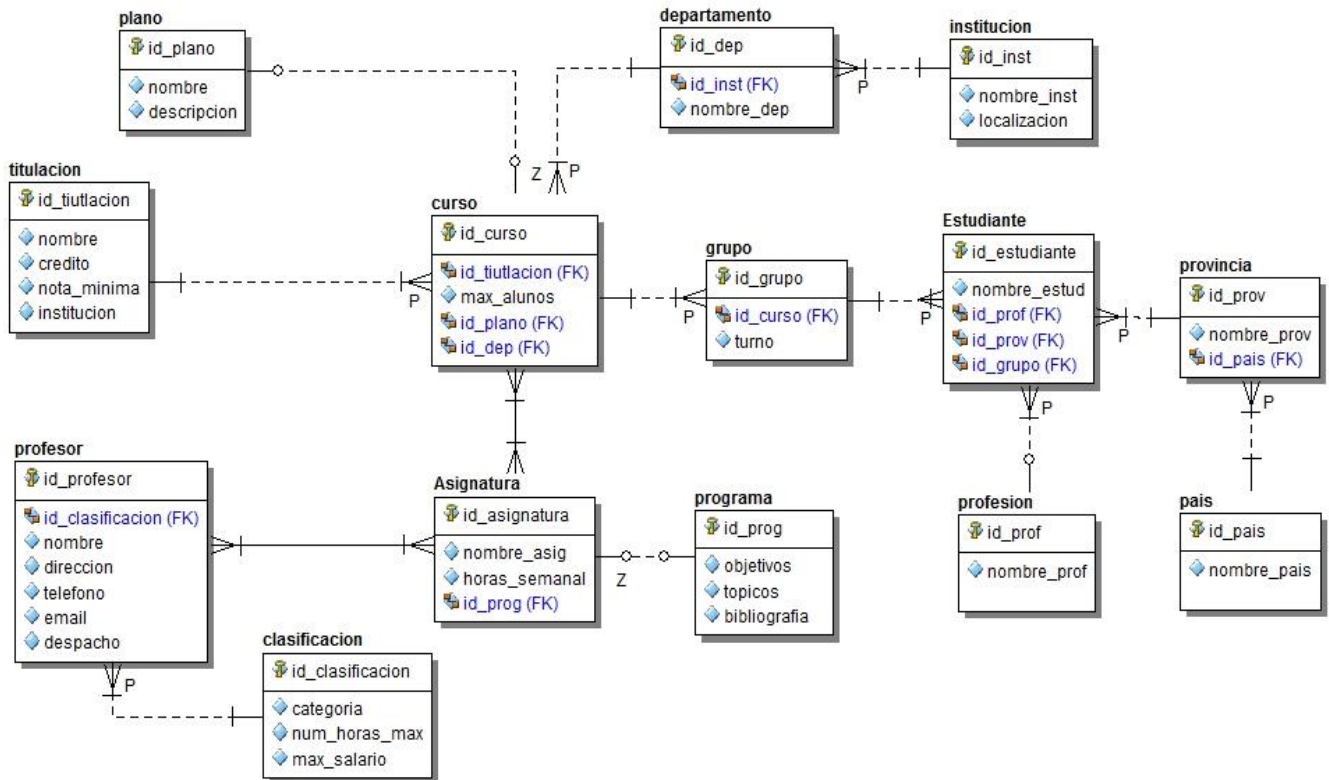 plano
id_plano
nombre
descripcion
departamento
id_dep
id_inst (FK)
nombre_dep
institucion
id_inst
nombre_inst
localizacion
P
Z
P
titulacion
id_tiutlacion
nombre
credito
nota_minima
institucion
P
curso
id_curso
id_tiutlacion (FK)
max_alunos
id_plano (FK)
id_dep (FK)
P
grupo
id_grupo
id_curso (FK)
turno
P
Estudiante
id_estudiante
nombre_estud
id_prof (FK)
id_prov (FK)
id_grupo (FK)
P
provincia
id_prov
nombre_prov
id_pais (FK)
P
P
profesor
id_profesor
id_clasificacion (FK)
nombre
direccion
telefono
email
despacho
P
Asignatura
id_asignatura
nombre_asig
horas_semanal
id_prog (FK)
Z
programa
id_prog
objetivos
topicos
bibliografia
profesion
id_prof
nombre_prof
pais
id_pais
nombre_pais
clasificacion
id_clasificacion
categoria
num_horas_max
max_salario